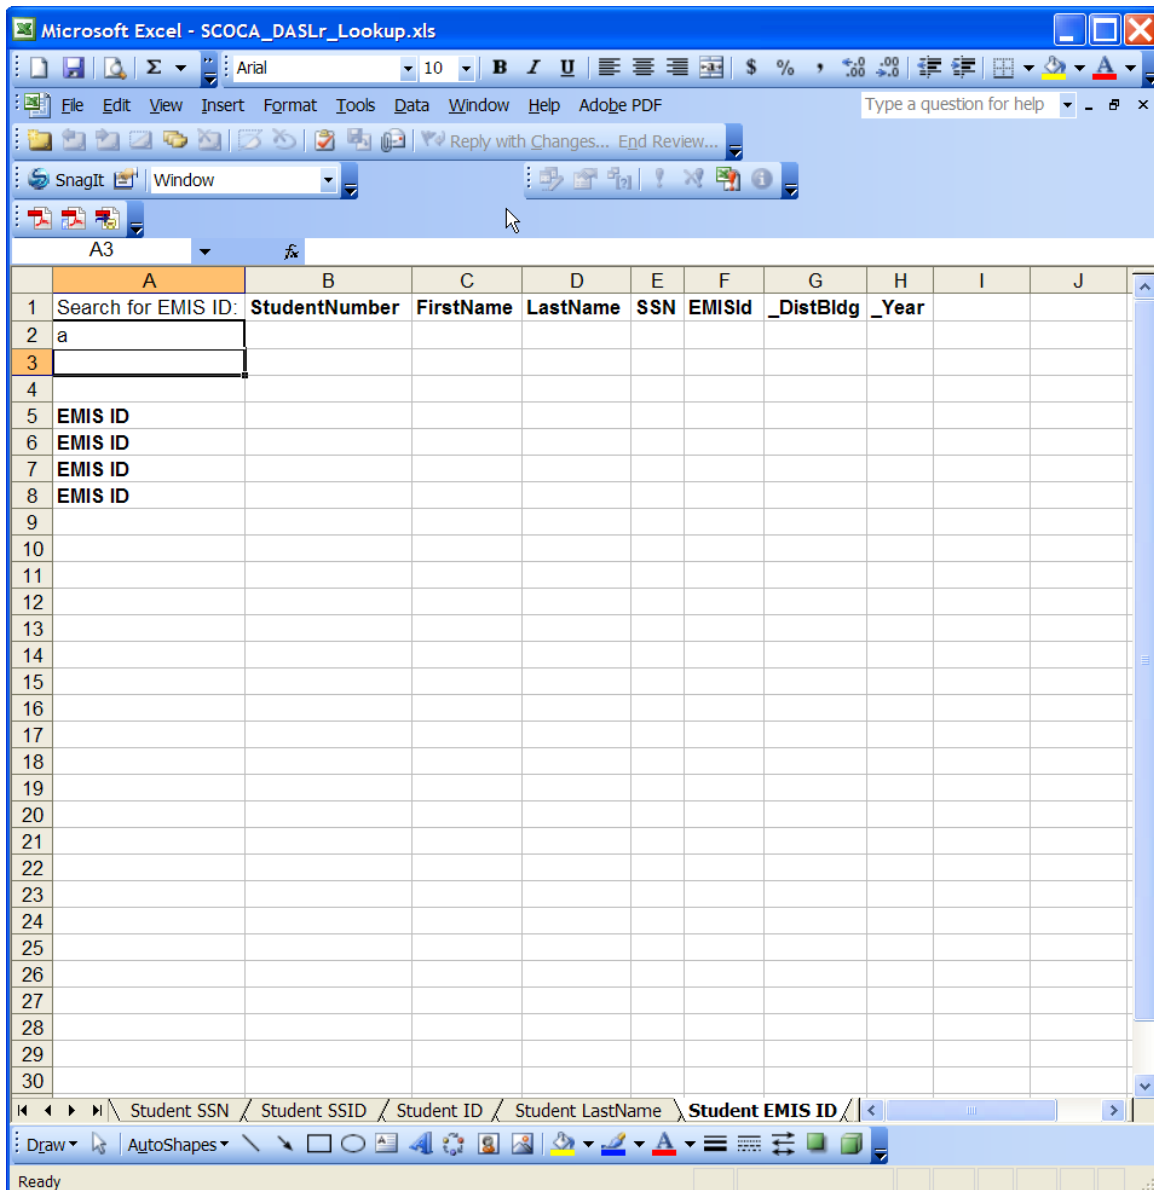 Microsoft Excel - SCOCA_DASLr_Lookup.xls
Σ Arial 10 B I U $ % , .00 .0 A
File Edit View Insert Format Tools Data Window Help Adobe PDF Type a question for help
Reply with Changes... End Review...
SnagIt Window
A3 fx
A B C D E F G H I J
1 Search for EMIS ID: StudentNumber FirstName LastName SSN EMISId _DistBldg _Year
2 a
3
4
5 EMIS ID
6 EMIS ID
7 EMIS ID
8 EMIS ID
9
10
11
12
13
14
15
16
17
18
19
20
21
22
23
24
25
26
27
28
29
30
Student SSN Student SSID Student ID Student LastName Student EMIS ID
Draw AutoShapes A A
Ready